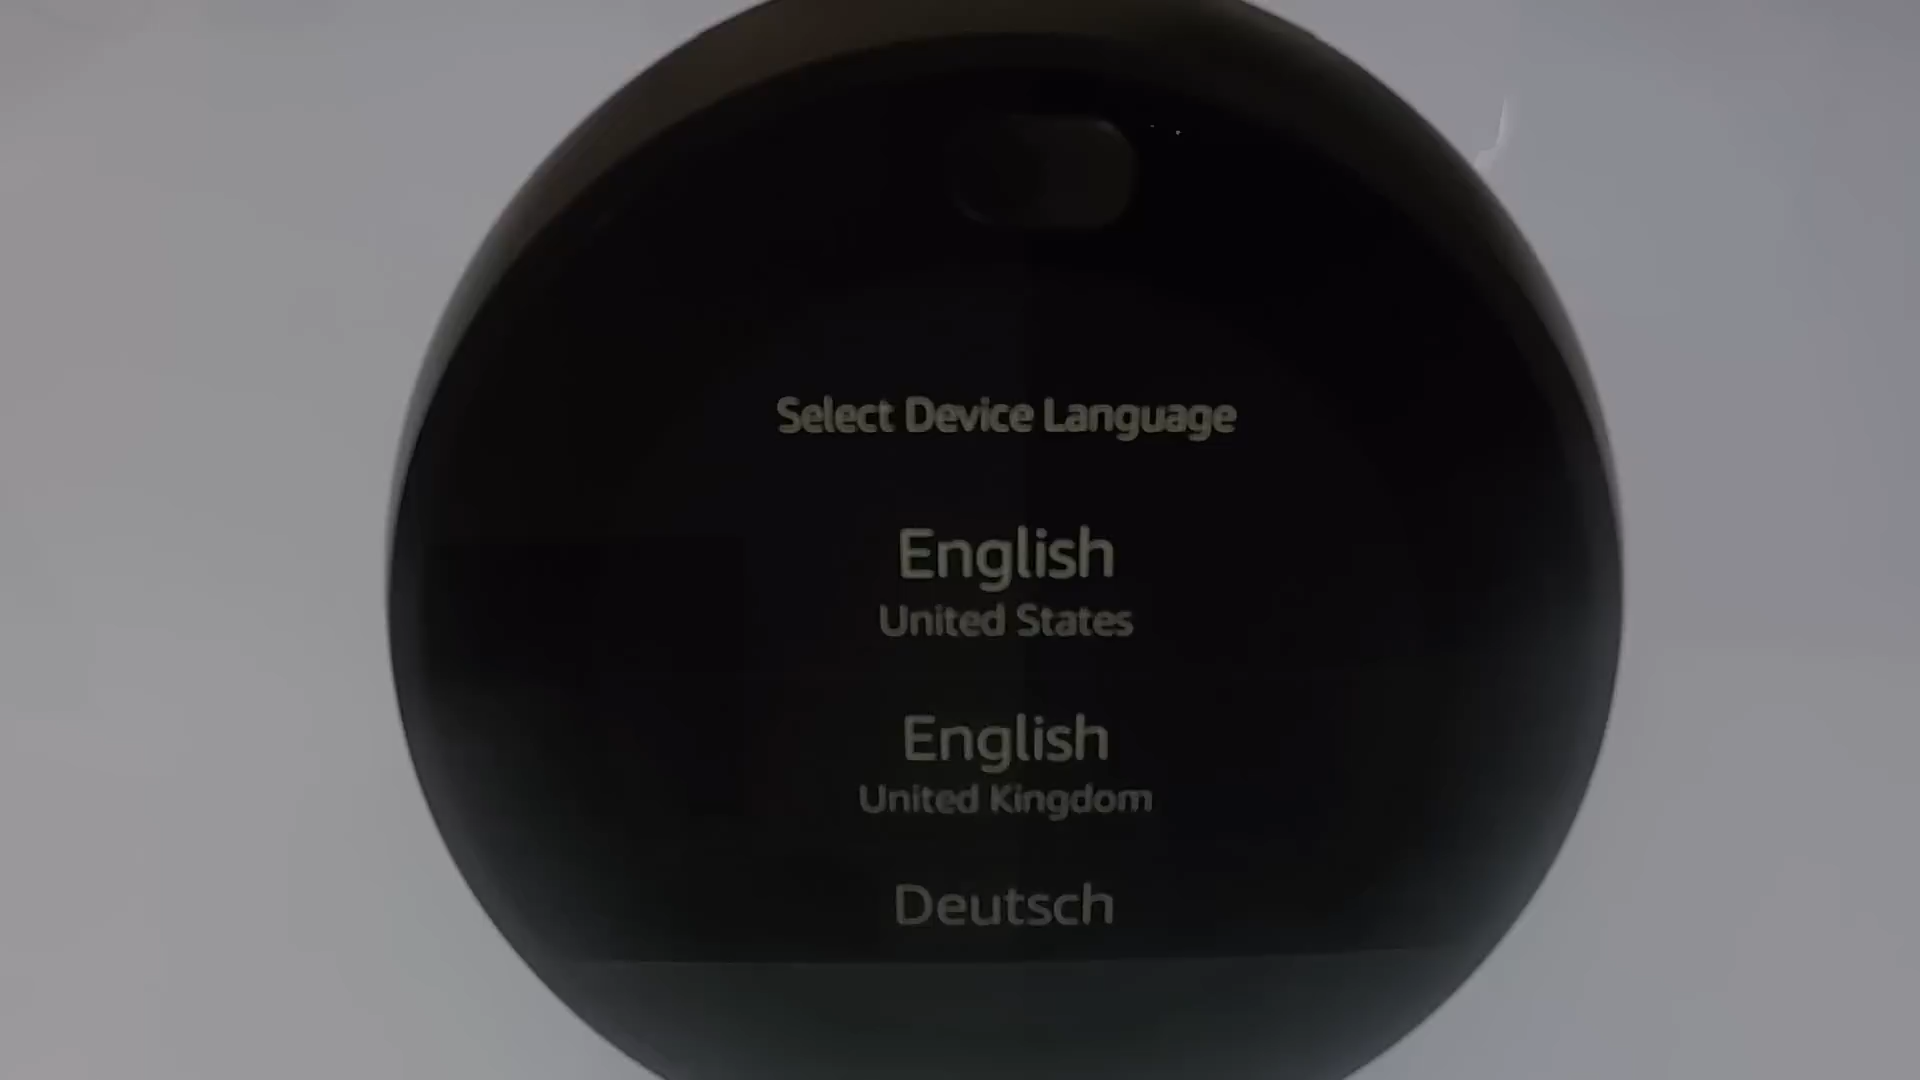 Select Device Language
English
United States
English
United Kingdom
Deutsch